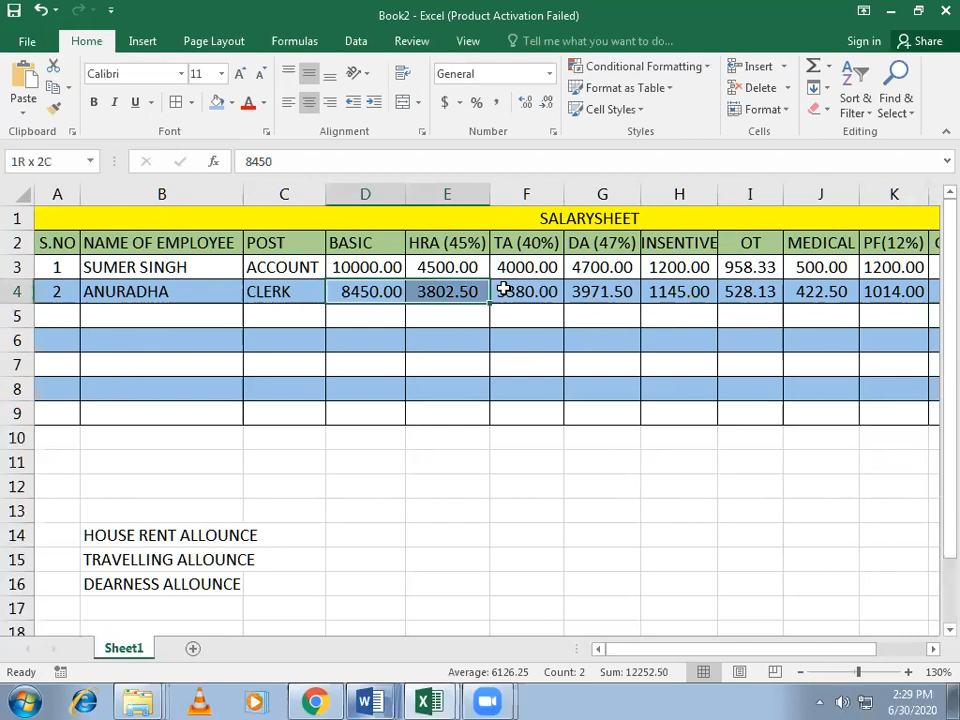 Book2 - Excel (Product Activation Failed)
File Home Insert Page Layout Formulas Data Review View Tell me what you want to do... Sign in Share
Paste Calibri 11 General Conditional Formatting Insert
B I U A $ % , Format as Table Delete Sort & Find &
Cell Styles Format Filter Select
Clipboard Font Alignment Number Styles Cells Editing
1R x 2C fx 8450
A B C D E F G H I J K
1 SALARYSHEET
2 S.NO NAME OF EMPLOYEE POST BASIC HRA (45%) TA (40%) DA (47%) INSENTIVE OT MEDICAL PF(12%)
3 1 SUMER SINGH ACCOUNT 10000.00 4500.00 4000.00 4700.00 1200.00 958.33 500.00 1200.00
4 2 ANURADHA CLERK 8450.00 3802.50 3380.00 3971.50 1145.00 528.13 422.50 1014.00
5
6
7
8
9
10
11
12
13
14 HOUSE RENT ALLOUNCE
15 TRAVELLING ALLOUNCE
16 DEARNESS ALLOUNCE
17
18
Sheet1
Ready Average: 6126.25 Count: 2 Sum: 12252.50 130%
2:29 PM
6/30/2020